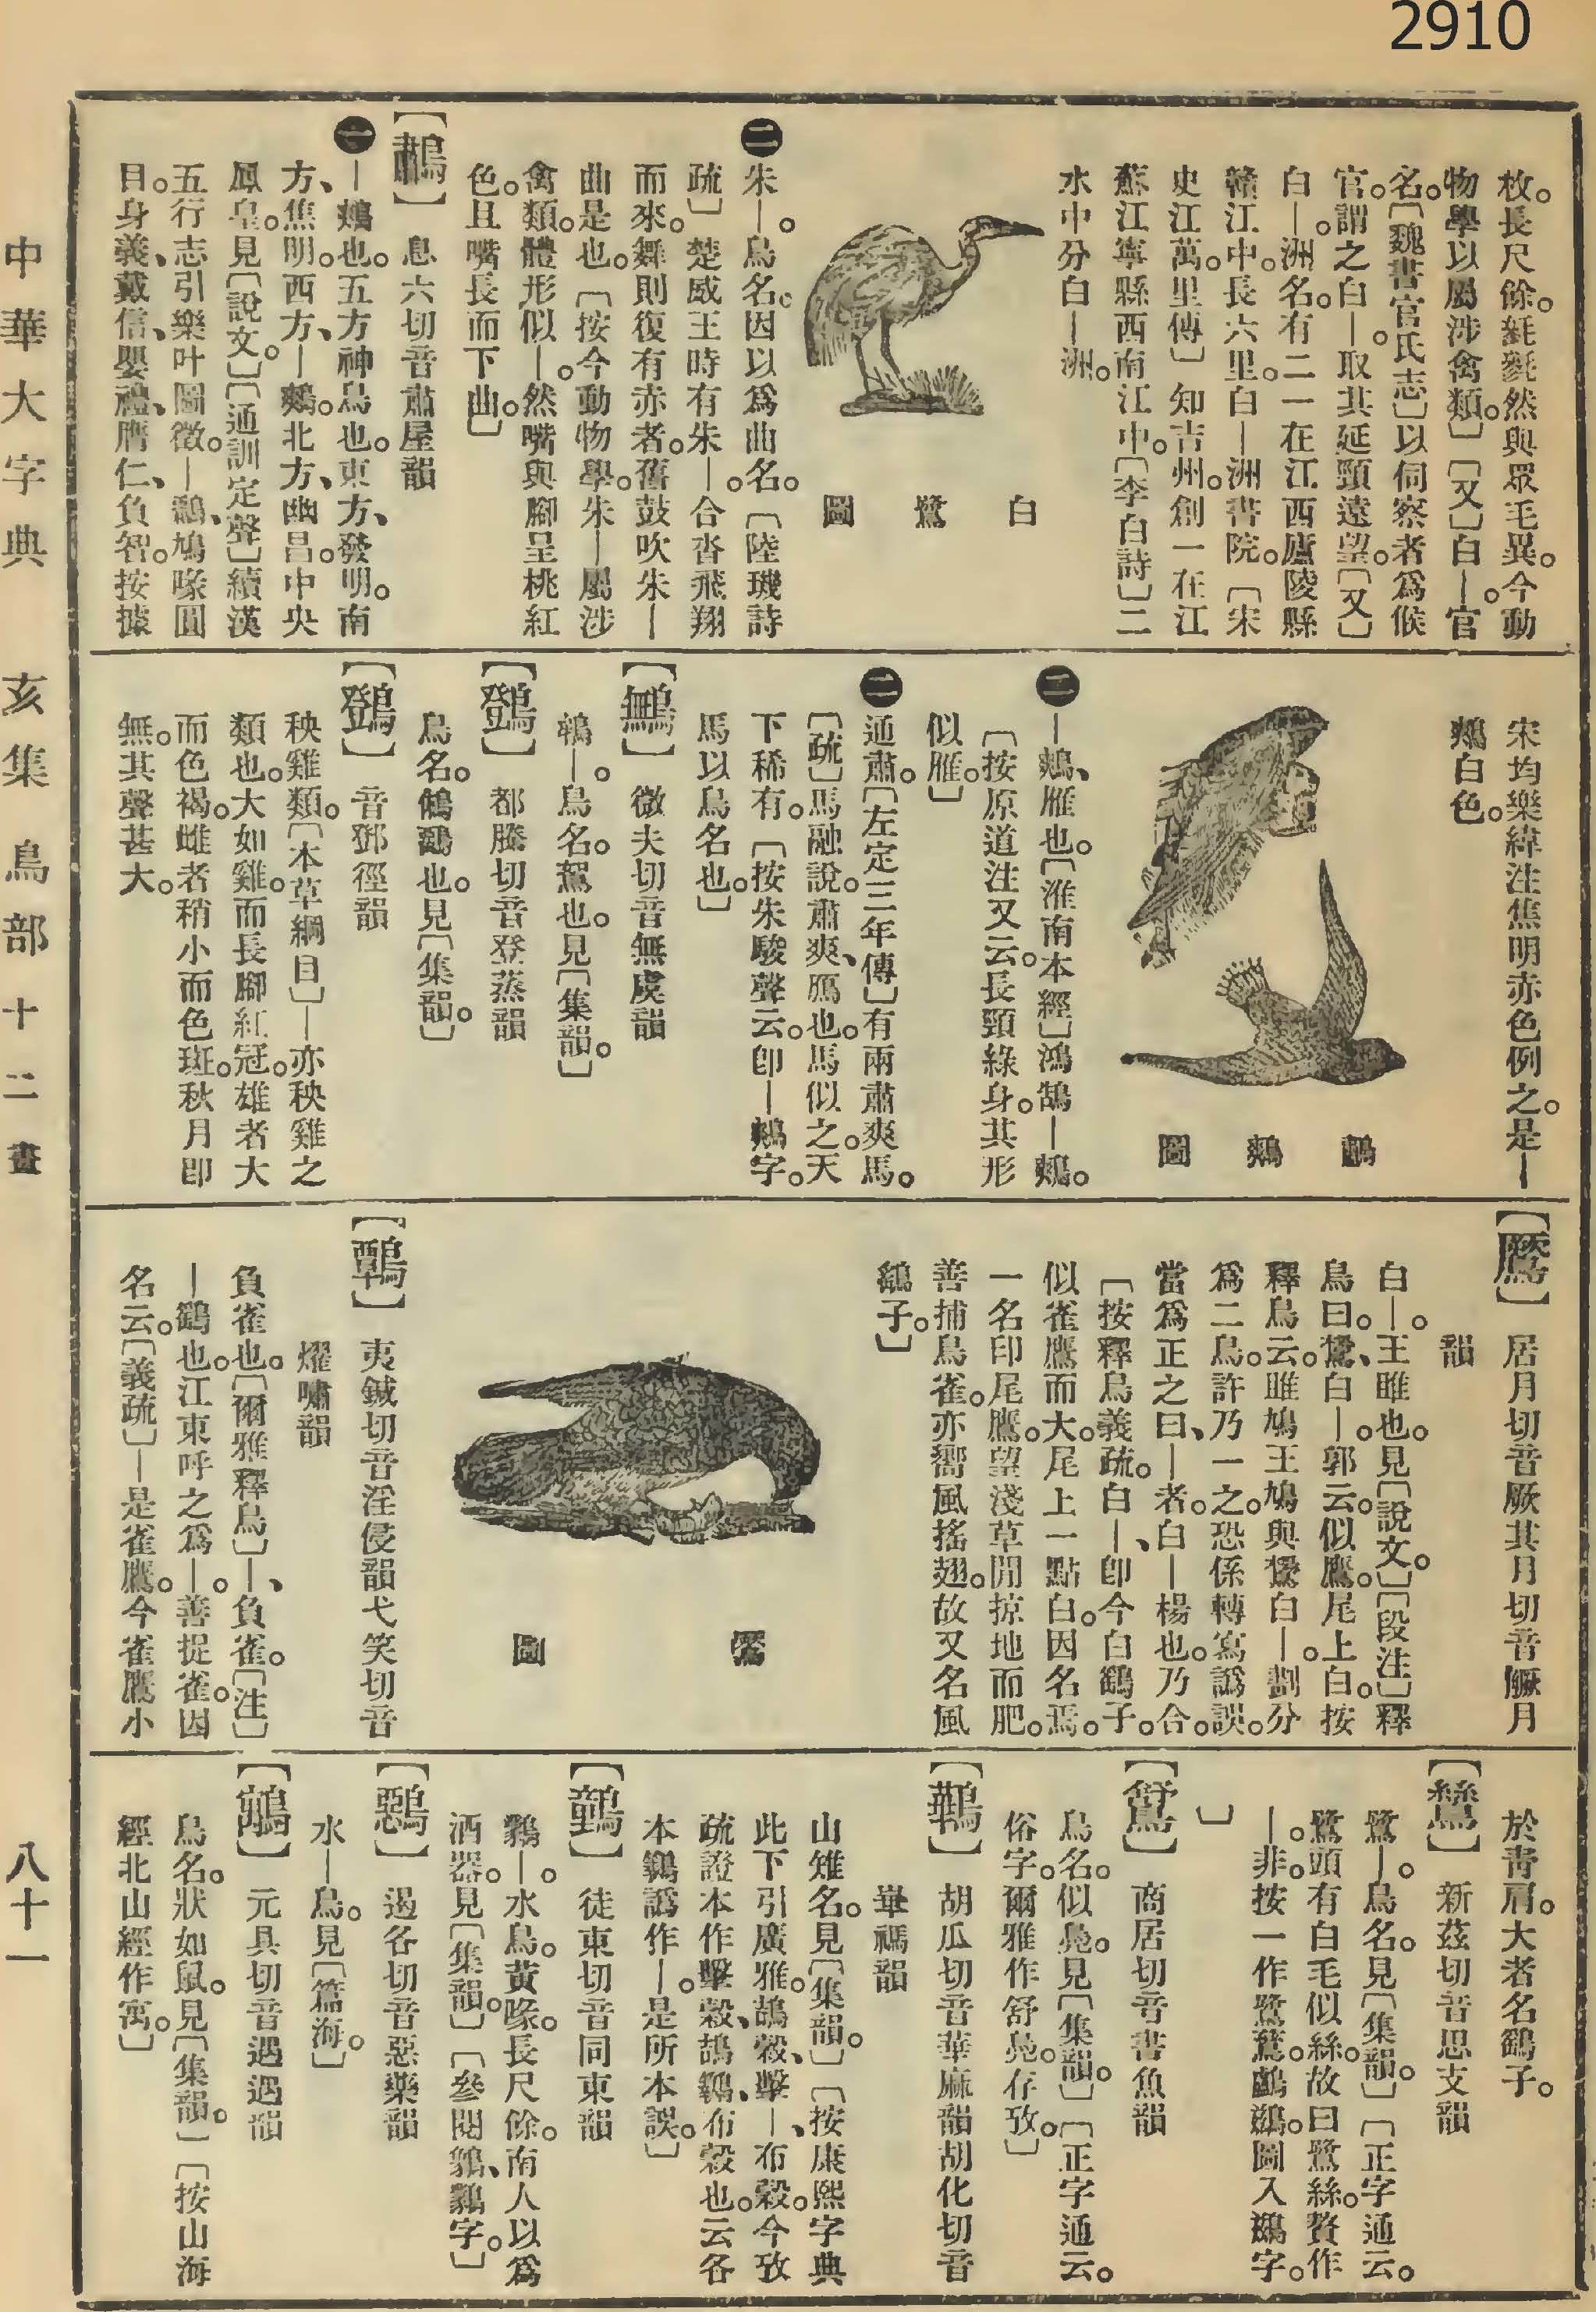 2910
枚。長尺餘。毿毿然與眾毛異。今動
物學以屬涉禽類。〕〔又〕白—。官
名。〔魏書官氏志〕以伺察者爲候
官。謂之白—。取其延頸遠望。〔又〕
白—。洲名。有二一在江西廬陵縣
贛江中。長六里。白—洲書院。〔宋
史江萬里傳〕知吉州。創一在江
蘇江寧縣西南江中。〔李白詩〕二
水中分白—洲。
白鷺圖
㊁朱—。鳥名。因以爲曲名。〔陸璣詩
疏〕楚威王時有朱—。合沓飛翔
而來。舞則復有赤者。舊鼓吹朱—
曲是也。〔按今動物學。朱—屬涉
禽類。體形似—。然嘴與腳呈桃紅
色。且嘴長而下曲。〕
〔鷫〕息六切音肅屋韻
㊀—鷞也。五方神鳥也。東方、發明。南
方、焦明。西方、—鷞。北方、幽昌。中央
鳳皇。見〔說文。〕〔通訓定聲〕續漢
五行志引樂叶圖徵。—鷞、鳩喙圓
目。身義、戴信、嬰禮、膺仁、負智。按據
宋均樂緯注焦明赤色例之。是—
鷞白色。
鷫鷞圖
㊁—鷞、雁也。〔淮南本經〕鴻鵠—鷞。
〔按原道注又云。長頸綠身。其形
似雁。〕
㊂通肅。〔左定三年傳〕有兩肅爽馬。
〔疏〕馬融說。肅爽、鴈也。馬似之。天
下稀有。〔按朱駿聲云。卽—鷞字。
馬以鳥名也。〕
〔鷡〕微夫切音無虞韻
鴾—。鳥名。鴽也。見〔集韻。〕
〔鷑〕都騰切音登蒸韻
鳥名。鵂鶹也。見〔集韻。〕
音鄧徑韻
秧雞類。〔本草綱目〕—亦秧雞之
類也。大如雞。而長腳紅冠。雄者大
而色褐。雌者稍小而色斑。秋月卽
無。其聲甚大。
〔鷢〕居月切音厥其月切音鱖月
韻
白—。王雎也。見〔說文。〕〔段注〕釋
鳥曰。鸉、白—。郭云。似鷹。尾上白。按
釋鳥云。雎鳩王鳩。與鸉白—。劃分
爲二鳥。許乃一之。恐係轉寫譌誤。
當爲正之曰、—者。白—楊也。乃合。
〔按釋鳥義疏。白—、卽今白鷂子。
似雀鷹而大。尾上一點白。因名焉。
一名印尾鷹。望淺草間掠地而肥。
善捕鳥雀。亦嚮風搖翅。故又名風
鷂子。〕
鷢圖
〔鷣〕夷鍼切音淫侵韻弋笑切音
燿嘯韻
負雀也。〔爾雅釋鳥〕—、負雀。〔注〕
—鷂也。江東呼之爲—。善捉雀。因
名云。〔義疏〕—是雀鷹。今雀鷹小
於青肩。大者名鷂子。
〔鷥〕新茲切音思支韻
鷺—。鳥名。見〔集韻。〕〔正字通云。
鷺頭有白毛似絲。故曰鷺絲。贅作
—。非。按一作鷺鶿。鸕鷀。圖入鷀字。
〕
商居切音書魚韻
鳥名。似鳧。見〔集韻。〕〔正字通云。
俗字。爾雅作舒鳧。存攷。〕
〔鷨〕胡瓜切音華麻韻胡化切音
崋禡韻
山雉名。見〔集韻。〕〔按康熙字典
此下引廣雅。鵠穀、擊—、布穀。今攷
疏證本作擊穀、鵠鶪、布穀也。云各
本鶪譌作—。是所本誤。〕
〔鷜〕徒東切音同東韻
鸏—。水鳥。黃喙。長尺餘。南人以爲
酒器。見〔集韻。〕〔參閱鸏字。〕
遏各切音惡藥韻
水—。鳥。見〔篇海。〕
元具切音遇遇韻
鳥名。狀如鼠。見〔集韻。〕〔按山海
經北山經作寓。〕
中華大字典　亥集　鳥部　十二畫　八十一